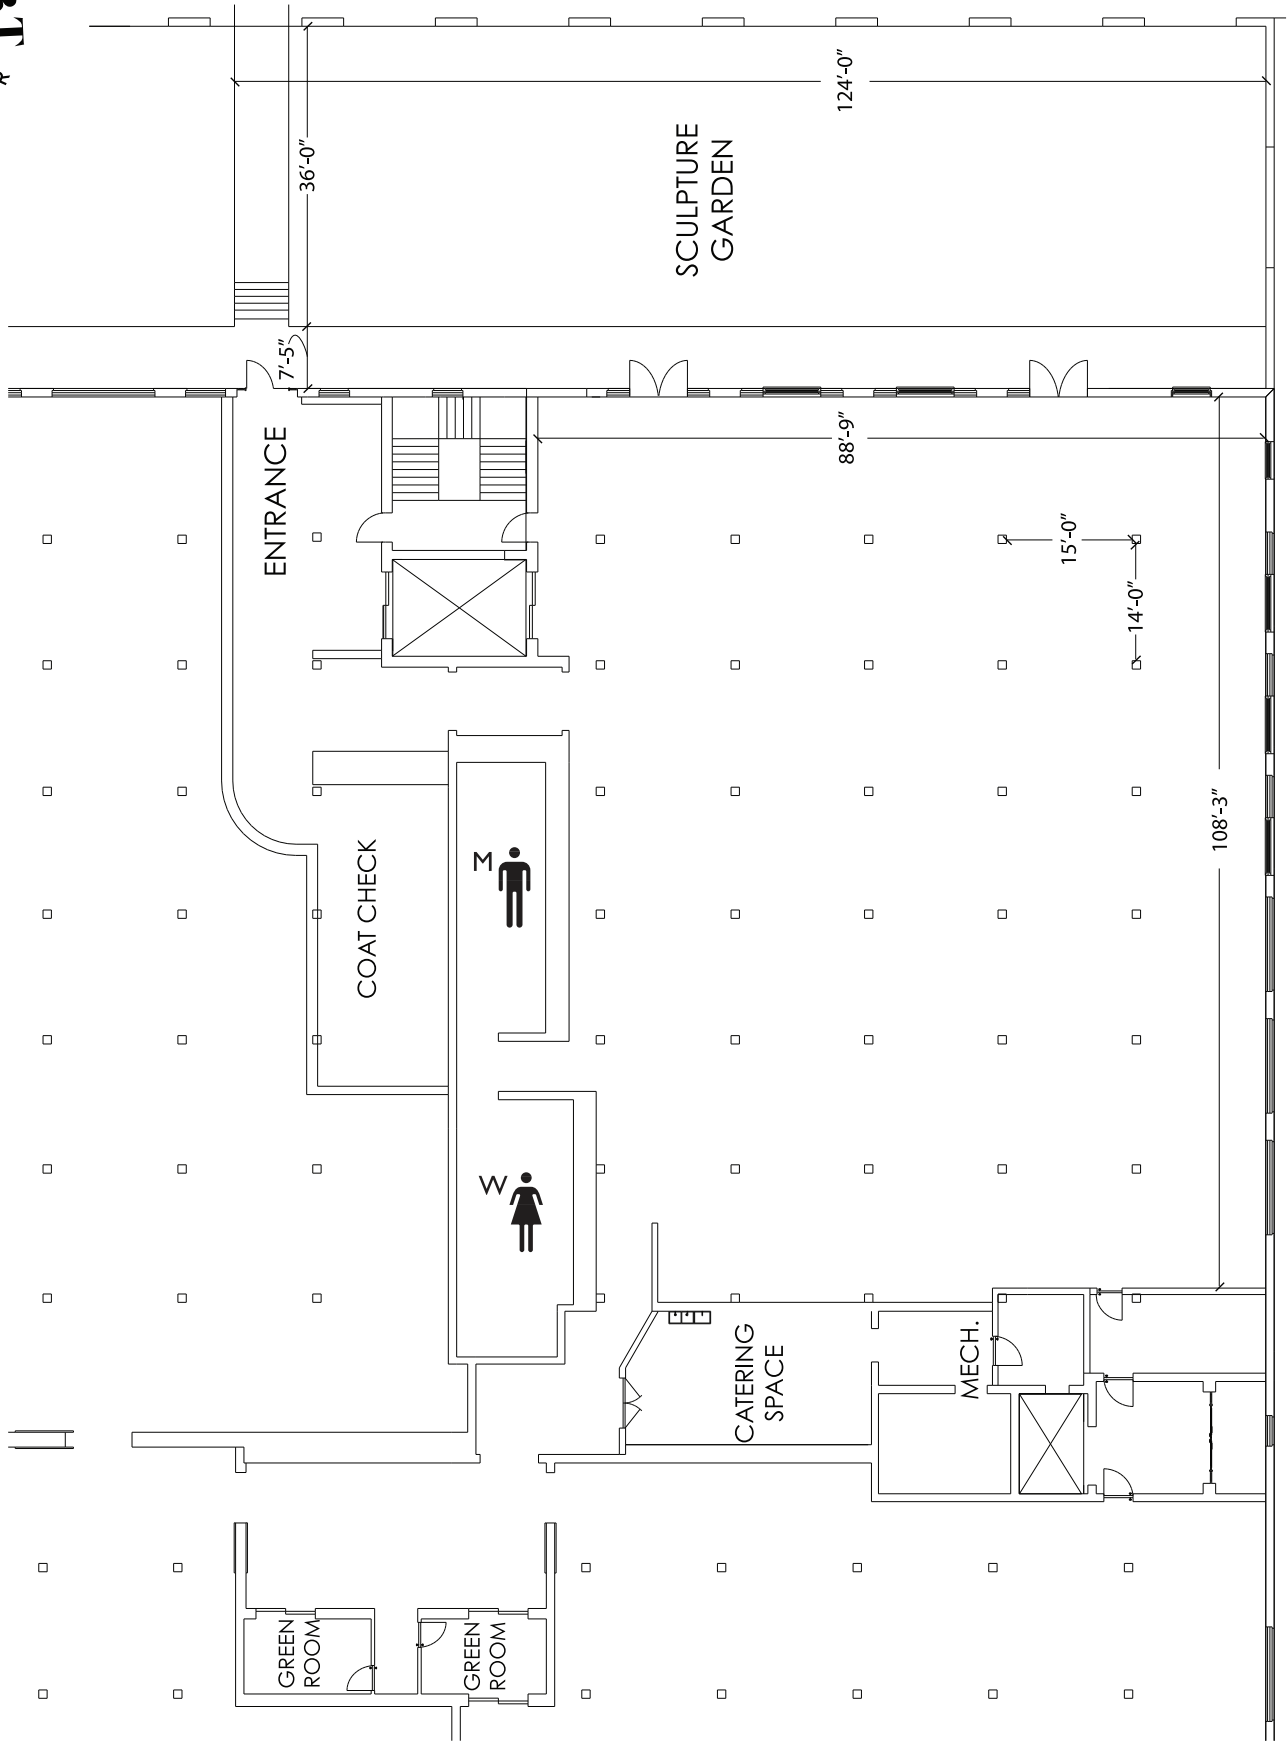 124'-0"
36'-0"
SCULPTURE
GARDEN
7'-5"
88'-9"
ENTRANCE
15'-0"
14'-0"
108'-3"
M
COAT CHECK
W
CATERING
SPACE
MECH.
GREEN
ROOM
GREEN
ROOM